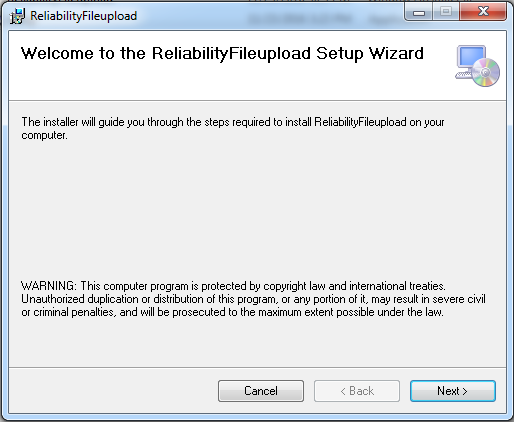 ReliabilityFileupload
Welcome to the ReliabilityFileupload Setup Wizard
The installer will guide you through the steps required to install ReliabilityFileupload on your
computer.
WARNING: This computer program is protected by copyright law and international treaties.
Unauthorized duplication or distribution of this program, or any portion of it, may result in severe civil
or criminal penalties, and will be prosecuted to the maximum extent possible under the law.
Cancel
< Back
Next >